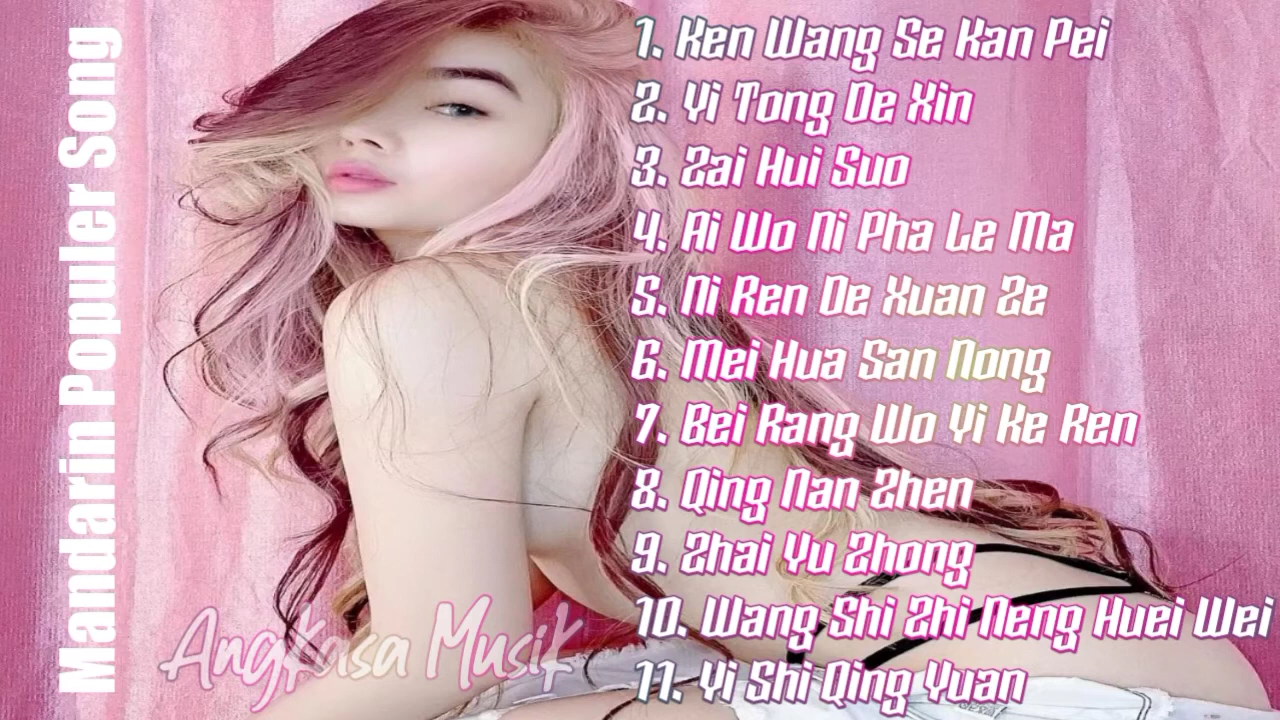 Mandarin Populer Song
1. Ken Wang Se Kan Pei
2. Yi Tong De Xin
3. Zai Hui Suo
4. Ai Wo Ni Pha Le Ma
5. Ni Ren De Xuan Ze
6. Mei Hua San Nong
7. Bei Rang Wo Yi Ke Ren
8. Qing Nan Zhen
9. Zhai Yu Zhong
10. Wang Shi Zhi Neng Huei Wei
11. Yi Shi Qing Yuan
Angkasa Musik